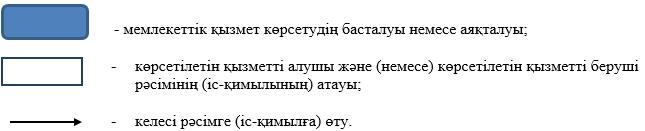 - мемлекеттік қызмет көрсетудің басталуы немесе аяқталуы;
- көрсетілетін қызметті алушы және (немесе) көрсетілетін қызметті беруші
рәсімінің (іс-қимылының) атауы;
- келесі рәсімге (іс-қимылға) өту.